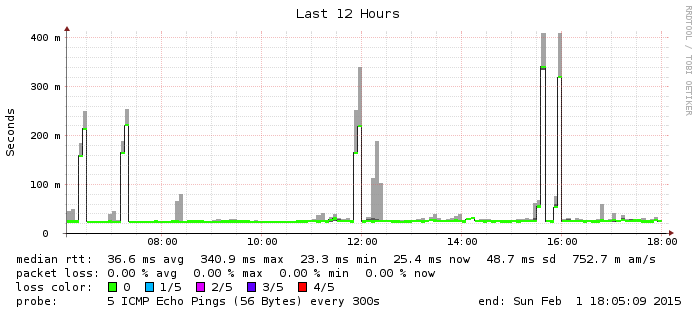 Last 12 Hours
RRDTOOL / TOBI OETIKER
Seconds
400 m
300 m
200 m
100 m
0
08:00 10:00 12:00 14:00 16:00 18:00
median rtt: 36.6 ms avg 340.9 ms max 23.3 ms min 25.4 ms now 48.7 ms sd 752.7 m am/s
packet loss: 0.00 % avg 0.00 % max 0.00 % min 0.00 % now
loss color: 0 1/5 2/5 3/5 4/5
probe: 5 ICMP Echo Pings (56 Bytes) every 300s end: Sun Feb 1 18:05:09 2015